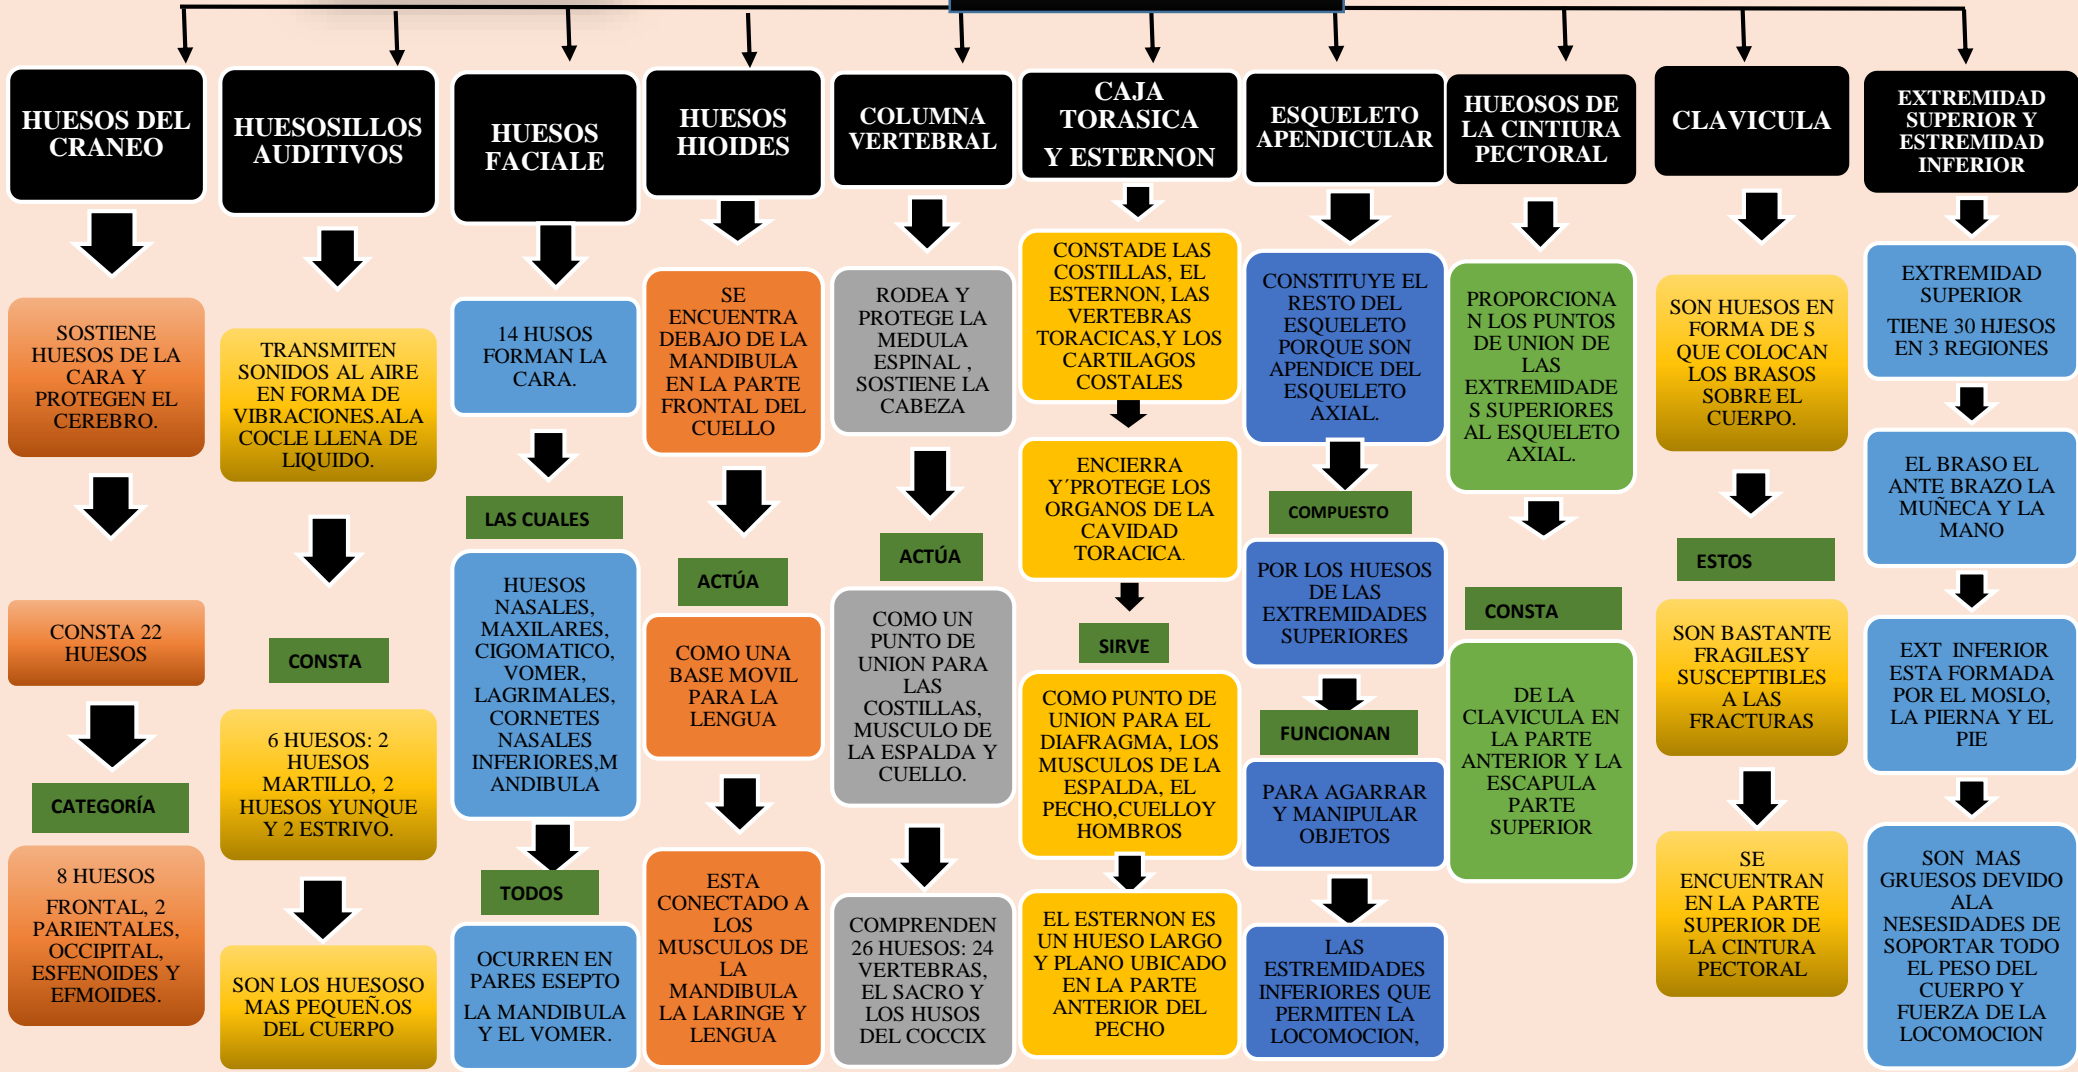 HUESOS DEL
CRANEO
SOSTIENE
HUESOS DE LA
CARA Y
PROTEGEN EL
CEREBRO.
CONSTA 22
HUESOS
CATEGORÍA
8 HUESOS
FRONTAL, 2
PARIENTALES,
OCCIPITAL,
ESFENOIDES Y
EFMOIDES.
HUESOSILLOS
AUDITIVOS
TRANSMITEN
SONIDOS AL AIRE
EN FORMA DE
VIBRACIONES.ALA
COCLE LLENA DE
LIQUIDO.
CONSTA
6 HUESOS: 2
HUESOS
MARTILLO, 2
HUESOS YUNQUE
Y 2 ESTRIVO.
SON LOS HUESOSO
MAS PEQUEÑ.OS
DEL CUERPO
HUESOS
FACIALE
14 HUSOS
FORMAN LA
CARA.
LAS CUALES
HUESOS
NASALES,
MAXILARES,
CIGOMATICO,
VOMER,
LAGRIMALES,
CORNETES
NASALES
INFERIORES,M
ANDIBULA
TODOS
OCURREN EN
PARES ESEPTO
LA MANDIBULA
Y EL VOMER.
HUESOS
HIOIDES
SE
ENCUENTRA
DEBAJO DE LA
MANDIBULA
EN LA PARTE
FRONTAL DEL
CUELLO
ACTÚA
COMO UNA
BASE MOVIL
PARA LA
LENGUA
ESTA
CONECTADO A
LOS
MUSCULOS DE
LA
MANDIBULA
LA LARINGE Y
LENGUA
COLUMNA
VERTEBRAL
RODEA Y
PROTEGE LA
MEDULA
ESPINAL ,
SOSTIENE LA
CABEZA
ACTÚA
COMO UN
PUNTO DE
UNION PARA
LAS
COSTILLAS,
MUSCULO DE
LA ESPALDA Y
CUELLO.
COMPRENDEN
26 HUESOS: 24
VERTEBRAS,
EL SACRO Y
LOS HUSOS
DEL COCCIX
CAJA
TORASICA
Y ESTERNON
CONSTADE LAS
COSTILLAS, EL
ESTERNON, LAS
VERTEBRAS
TORACICAS,Y LOS
CARTILAGOS
COSTALES
ENCIERRA
Y´PROTEGE LOS
ORGANOS DE LA
CAVIDAD
TORACICA.
SIRVE
COMO PUNTO DE
UNION PARA EL
DIAFRAGMA, LOS
MUSCULOS DE LA
ESPALDA, EL
PECHO,CUELLOY
HOMBROS
EL ESTERNON ES
UN HUESO LARGO
Y PLANO UBICADO
EN LA PARTE
ANTERIOR DEL
PECHO
ESQUELETO
APENDICULAR
CONSTITUYE EL
RESTO DEL
ESQUELETO
PORQUE SON
APENDICE DEL
ESQUELETO
AXIAL.
COMPUESTO
POR LOS HUESOS
DE LAS
EXTREMIDADES
SUPERIORES
FUNCIONAN
PARA AGARRAR
Y MANIPULAR
OBJETOS
LAS
ESTREMIDADES
INFERIORES QUE
PERMITEN LA
LOCOMOCION,
HUEOSOS DE
LA CINTIURA
PECTORAL
PROPORCIONA
N LOS PUNTOS
DE UNION DE
LAS
EXTREMIDADE
S SUPERIORES
AL ESQUELETO
AXIAL.
CONSTA
DE LA
CLAVICULA EN
LA PARTE
ANTERIOR Y LA
ESCAPULA
PARTE
SUPERIOR
CLAVICULA
SON HUESOS EN
FORMA DE S
QUE COLOCAN
LOS BRASOS
SOBRE EL
CUERPO.
ESTOS
SON BASTANTE
FRAGILESY
SUSCEPTIBLES
A LAS
FRACTURAS
SE
ENCUENTRAN
EN LA PARTE
SUPERIOR DE
LA CINTURA
PECTORAL
EXTREMIDAD
SUPERIOR Y
ESTREMIDAD
INFERIOR
EXTREMIDAD
SUPERIOR
TIENE 30 HJESOS
EN 3 REGIONES
EL BRASO EL
ANTE BRAZO LA
MUÑECA Y LA
MANO
EXT INFERIOR
ESTA FORMADA
POR EL MOSLO,
LA PIERNA Y EL
PIE
SON MAS
GRUESOS DEVIDO
ALA
NESESIDADES DE
SOPORTAR TODO
EL PESO DEL
CUERPO Y
FUERZA DE LA
LOCOMOCION